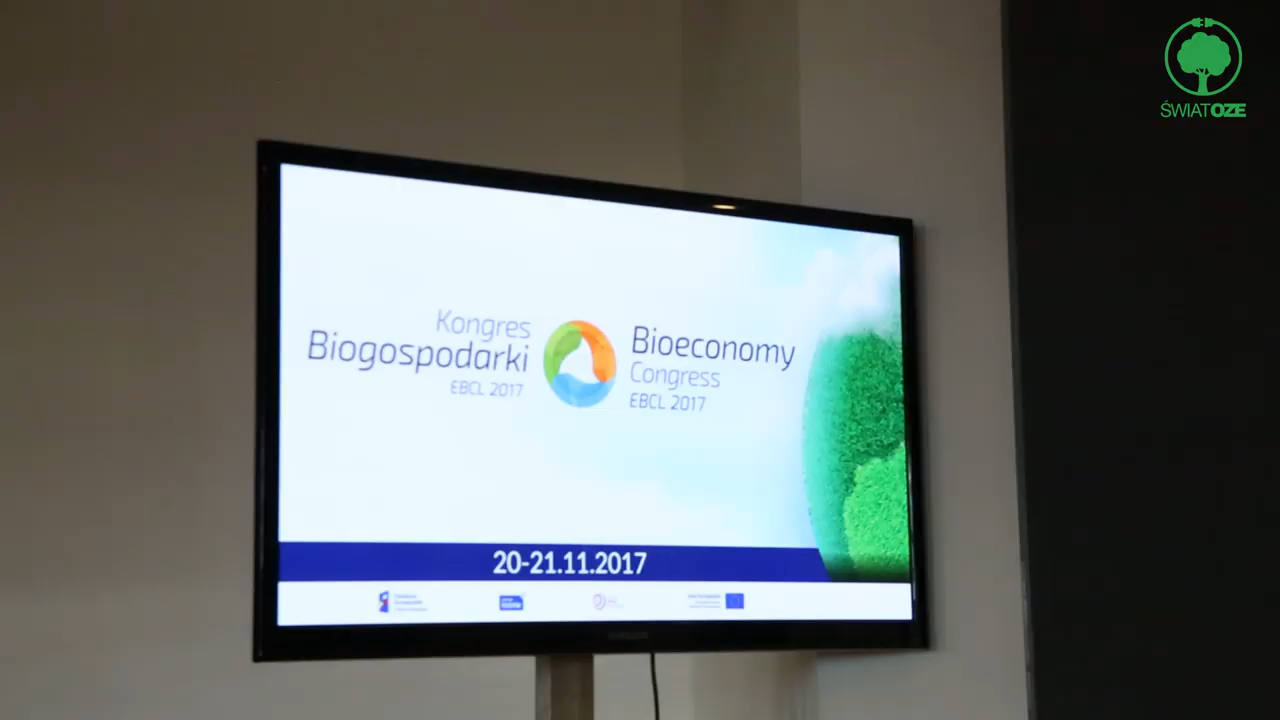 ŚWIATOZE
Kongres
Biogospodarki
EBCL 2017
Bioeconomy
Congress
EBCL 2017
20-21.11.2017